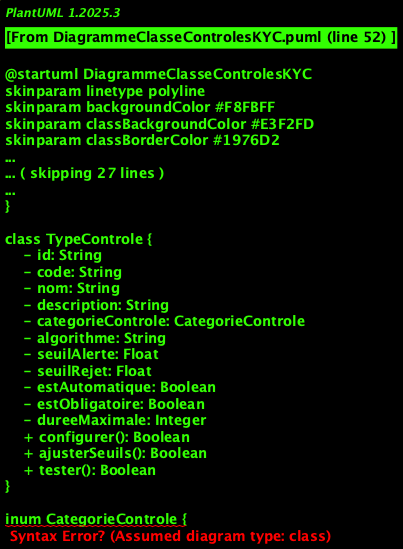 PlantUML 1.2025.3
[From DiagrammeClasseControlesKYC.puml (line 52) ]
@startuml DiagrammeClasseControlesKYC
skinparam linetype polyline
skinparam backgroundColor #F8FBFF
skinparam classBackgroundColor #E3F2FD
skinparam classBorderColor #1976D2
...
... ( skipping 27 lines )
...
}
class TypeControle {
- id: String
- code: String
- nom: String
- description: String
- categorieControle: CategorieControle
- algorithme: String
- seuilAlerte: Float
- seuilRejet: Float
- estAutomatique: Boolean
- estObligatoire: Boolean
- dureeMaximale: Integer
+ configurer(): Boolean
+ ajusterSeuils(): Boolean
+ tester(): Boolean
}
inum CategorieControle {
Syntax Error? (Assumed diagram type: class)